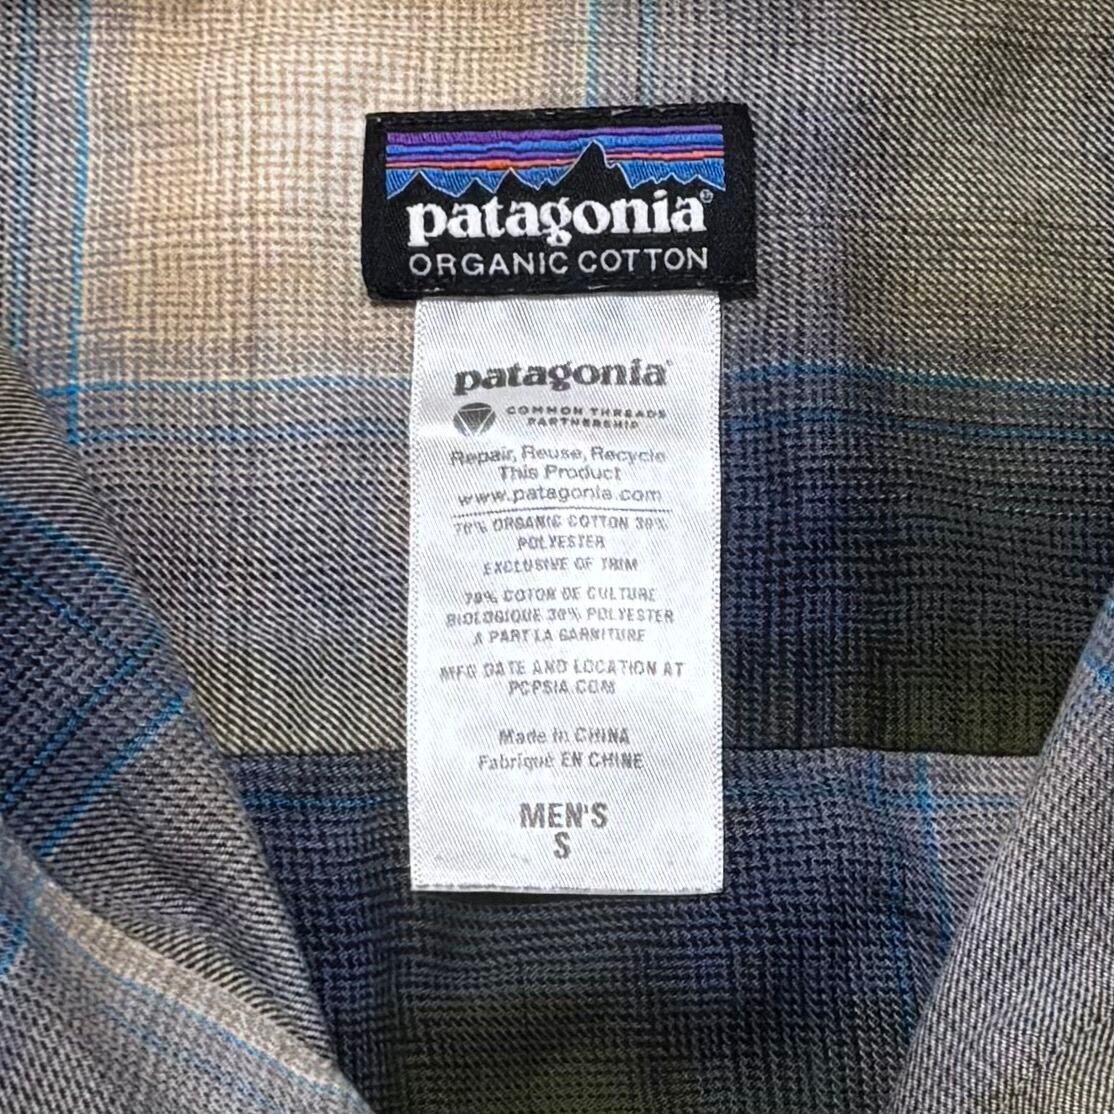 patagonia®
ORGANIC COTTON
patagonia®
COMMON THREADS
PARTNERSHIP
Repair, Reuse, Recycle
This Product
www.patagonia.com
70% ORGANIC COTTON 30%
POLYESTER
EXCLUSIVE OF TRIM
70% COTON DE CULTURE
BIOLOGIQUE 30% POLYESTER
A PART LA GARNITURE
MFG DATE AND LOCATION AT
PCPSIA.COM
Made in CHINA
Fabriqué EN CHINE
MEN'S
S